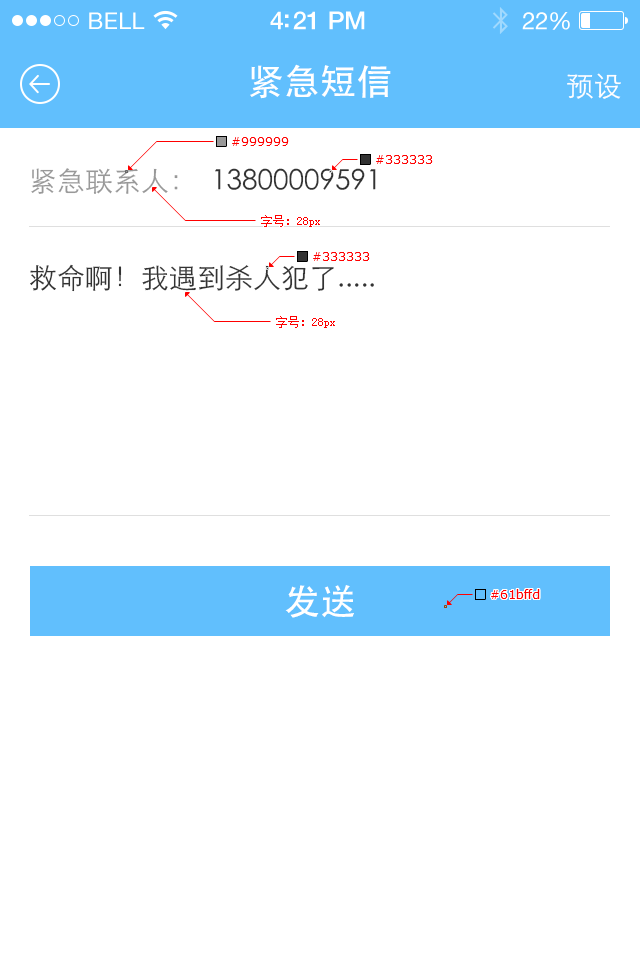 BELL 4:21 PM 22%
紧急短信 预设
#999999
#333333
紧急联系人： 13800009591
字号：28px
#333333
救命啊！我遇到杀人犯了.....
字号：28px
发送 #61bffd